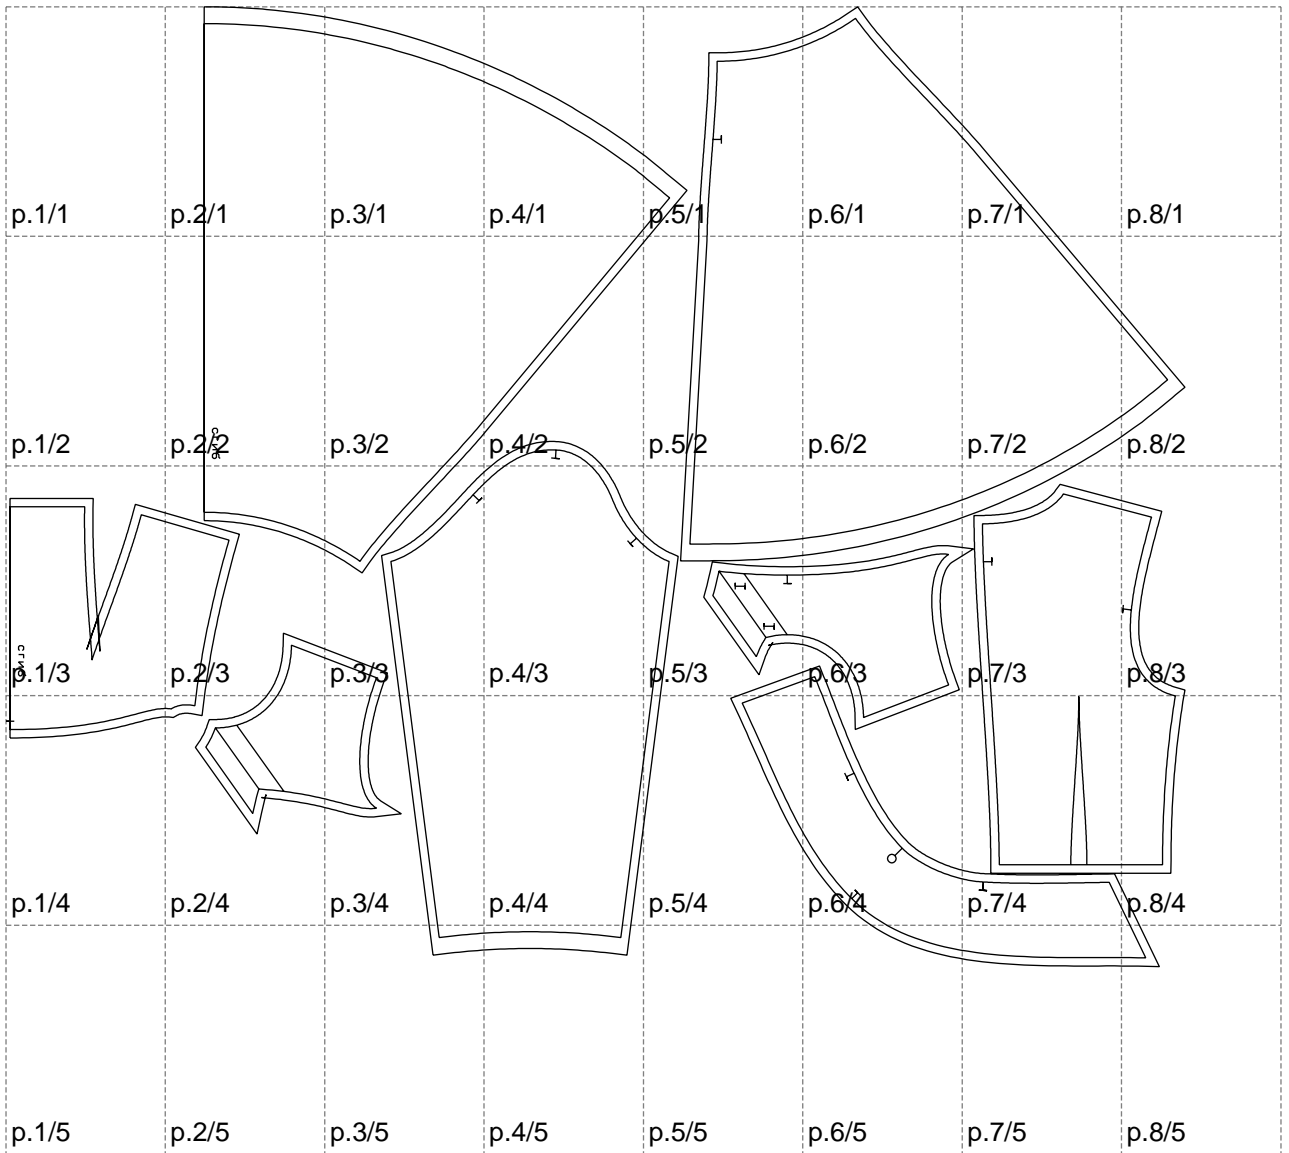 p.1/1 p.2/1 p.3/1 p.4/1 p.5/1 p.6/1 p.7/1 p.8/1
p.1/2 p.2/2 p.3/2 p.4/2 p.5/2 p.6/2 p.7/2 p.8/2
сгиб
p.1/3 p.2/3 p.3/3 p.4/3 p.5/3 p.6/3 p.7/3 p.8/3
сгиб
p.1/4 p.2/4 p.3/4 p.4/4 p.5/4 p.6/4 p.7/4 p.8/4
p.1/5 p.2/5 p.3/5 p.4/5 p.5/5 p.6/5 p.7/5 p.8/5